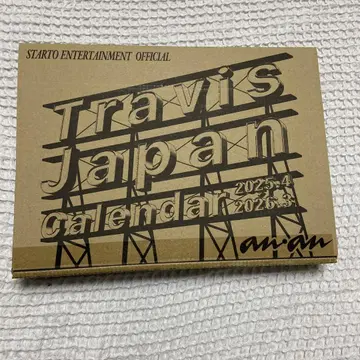 STARTO ENTERTAINMENT OFFICIAL
Travis
Japan
Calendar 2025.4
2026.3
an·an